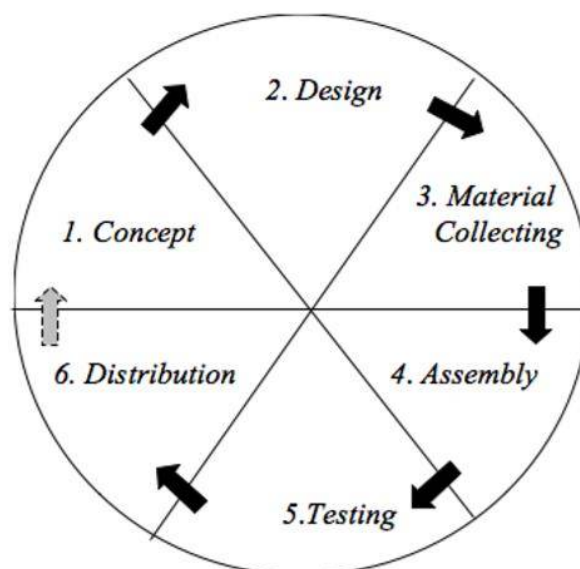 1. Concept
2. Design
3. Material
Collecting
4. Assembly
5.Testing
6. Distribution